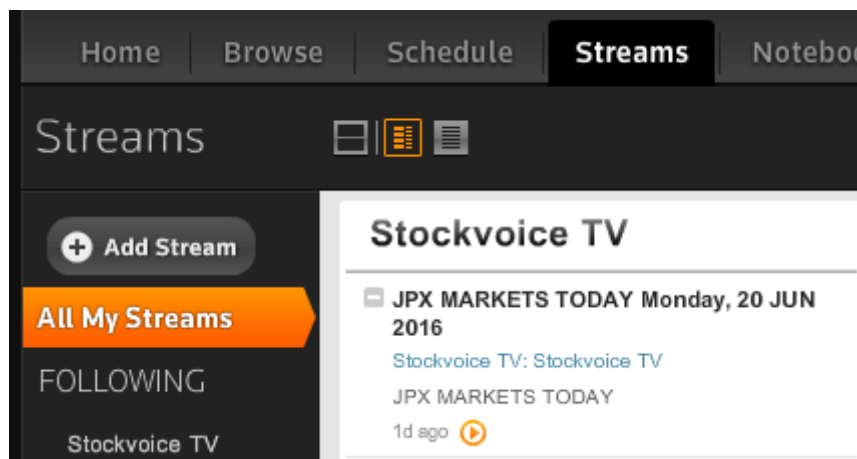 Home Browse Schedule Streams Noteboo
Streams
Add Stream
All My Streams
FOLLOWING
Stockvoice TV
Stockvoice TV
JPX MARKETS TODAY Monday, 20 JUN
2016
Stockvoice TV: Stockvoice TV
JPX MARKETS TODAY
1d ago